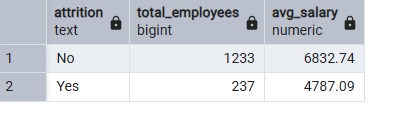 attrition total_employees avg_salary
text bigint numeric
1 No 1233 6832.74
2 Yes 237 4787.09